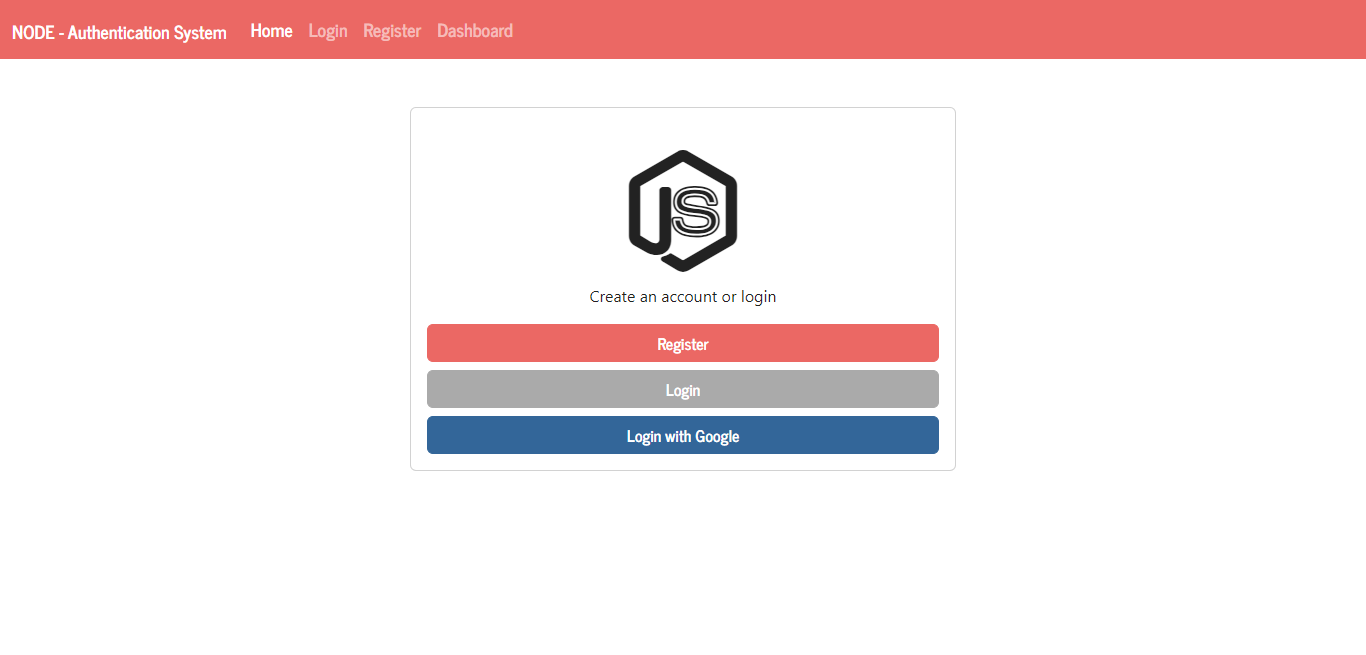 NODE - Authentication System Home Login Register Dashboard
JS
Create an account or login
Register
Login
Login with Google